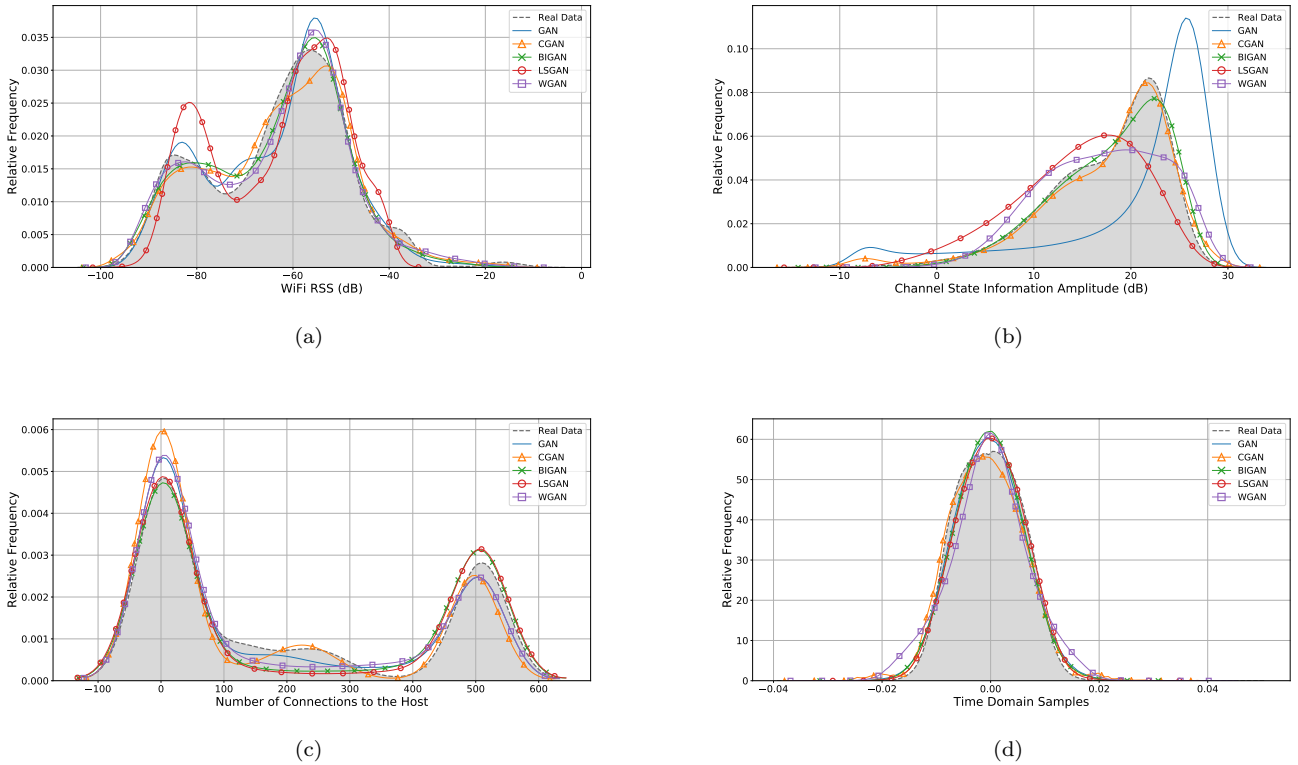 0.035
0.030
0.025
0.020
0.015
0.010
0.005
0.000
Relative Frequency
−100
−80
−60
−40
−20
0
WiFi RSS (dB)
Real Data
GAN
CGAN
BIGAN
LSGAN
WGAN
(a)
0.10
0.08
0.06
0.04
0.02
0.00
Relative Frequency
−10
0
10
20
30
Channel State Information Amplitude (dB)
Real Data
GAN
CGAN
BIGAN
LSGAN
WGAN
(b)
0.006
0.005
0.004
0.003
0.002
0.001
0.000
Relative Frequency
−100
0
100
200
300
400
500
600
Number of Connections to the Host
Real Data
GAN
CGAN
BIGAN
LSGAN
WGAN
(c)
60
50
40
30
20
10
0
Relative Frequency
−0.04
−0.02
0.00
0.02
0.04
Time Domain Samples
Real Data
GAN
CGAN
BIGAN
LSGAN
WGAN
(d)